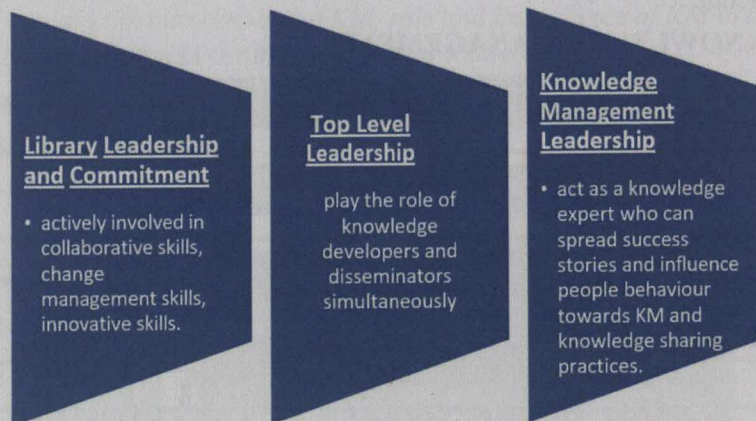 Library Leadership
and Commitment
• actively involved in
collaborative skills,
change
management skills,
innovative skills.
Top Level
Leadership
play the role of
knowledge
developers and
disseminators
simultaneously
Knowledge
Management
Leadership
• act as a knowledge
expert who can
spread success
stories and influence
people behaviour
towards KM and
knowledge sharing
practices.